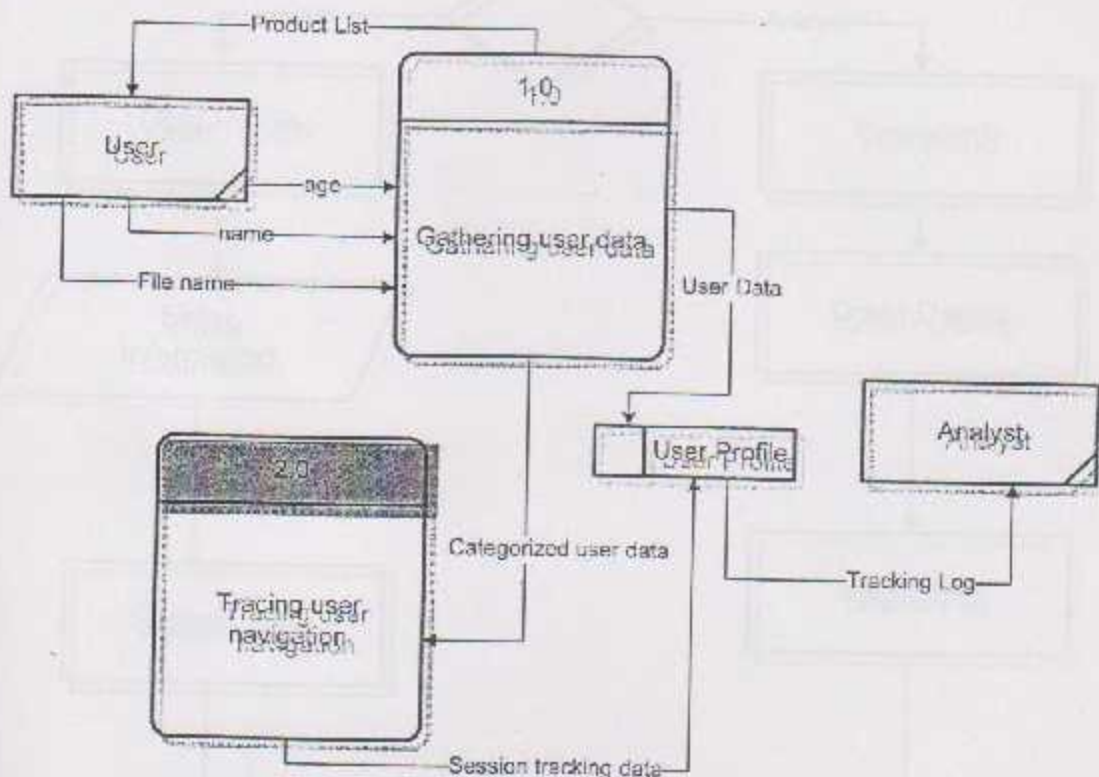 Product List
1.0
User
age
name
Gathering user data
File name
User Data
Analyst
User Profile
2.0
Categorized user data
Tracking Log
Tracing user
navigation
Session tracking data